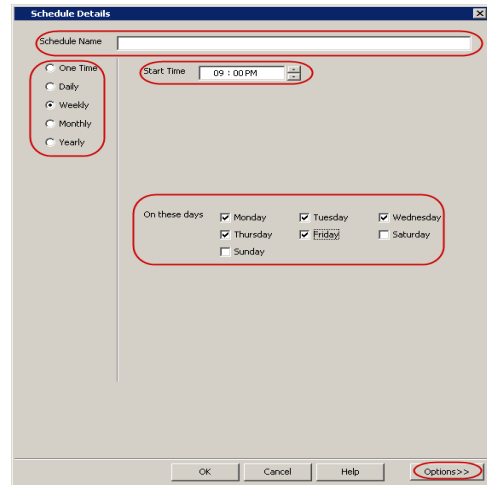 Schedule Details
Schedule Name
One Time
Start Time 09 : 00 PM
Daily
Weekly
Monthly
Yearly
On these days Monday Tuesday Wednesday
Thursday Friday Saturday
Sunday
OK Cancel Help Options>>